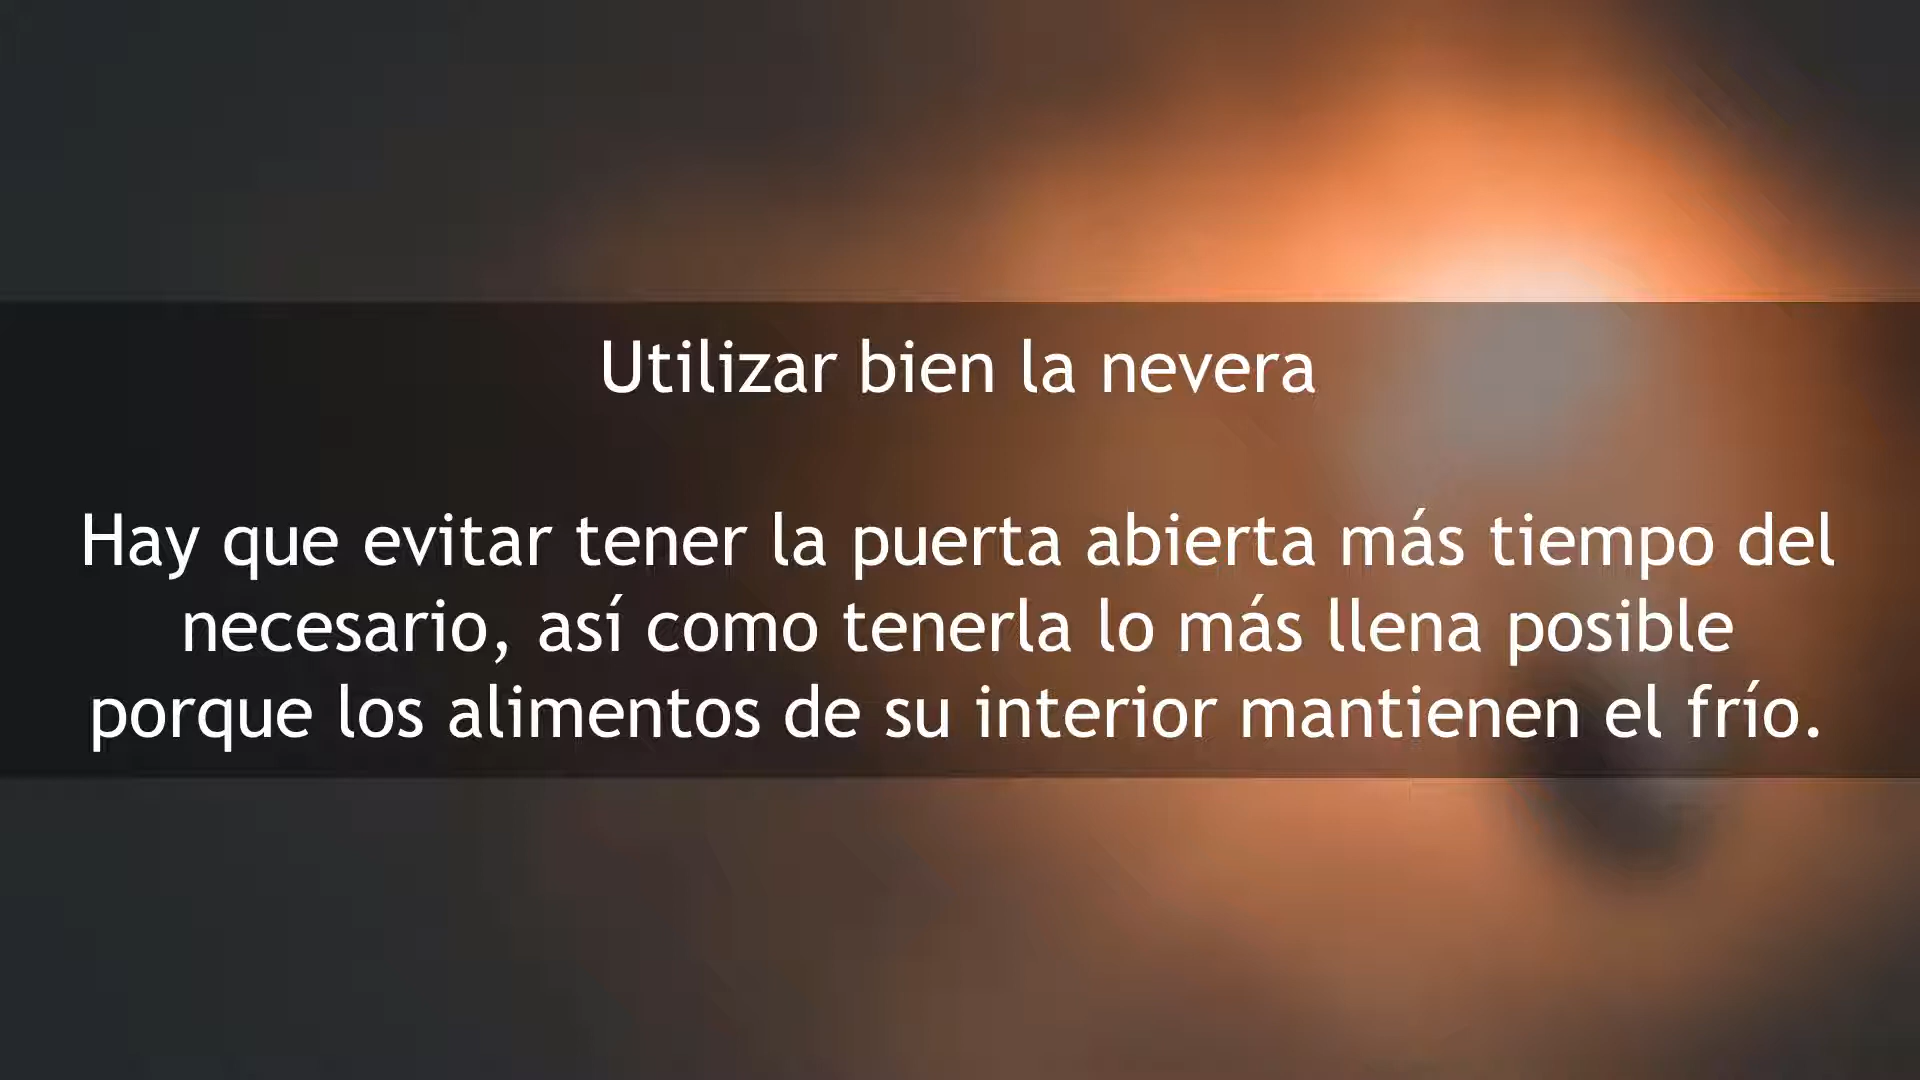 Utilizar bien la nevera
Hay que evitar tener la puerta abierta más tiempo del
necesario, así como tenerla lo más llena posible
porque los alimentos de su interior mantienen el frío.